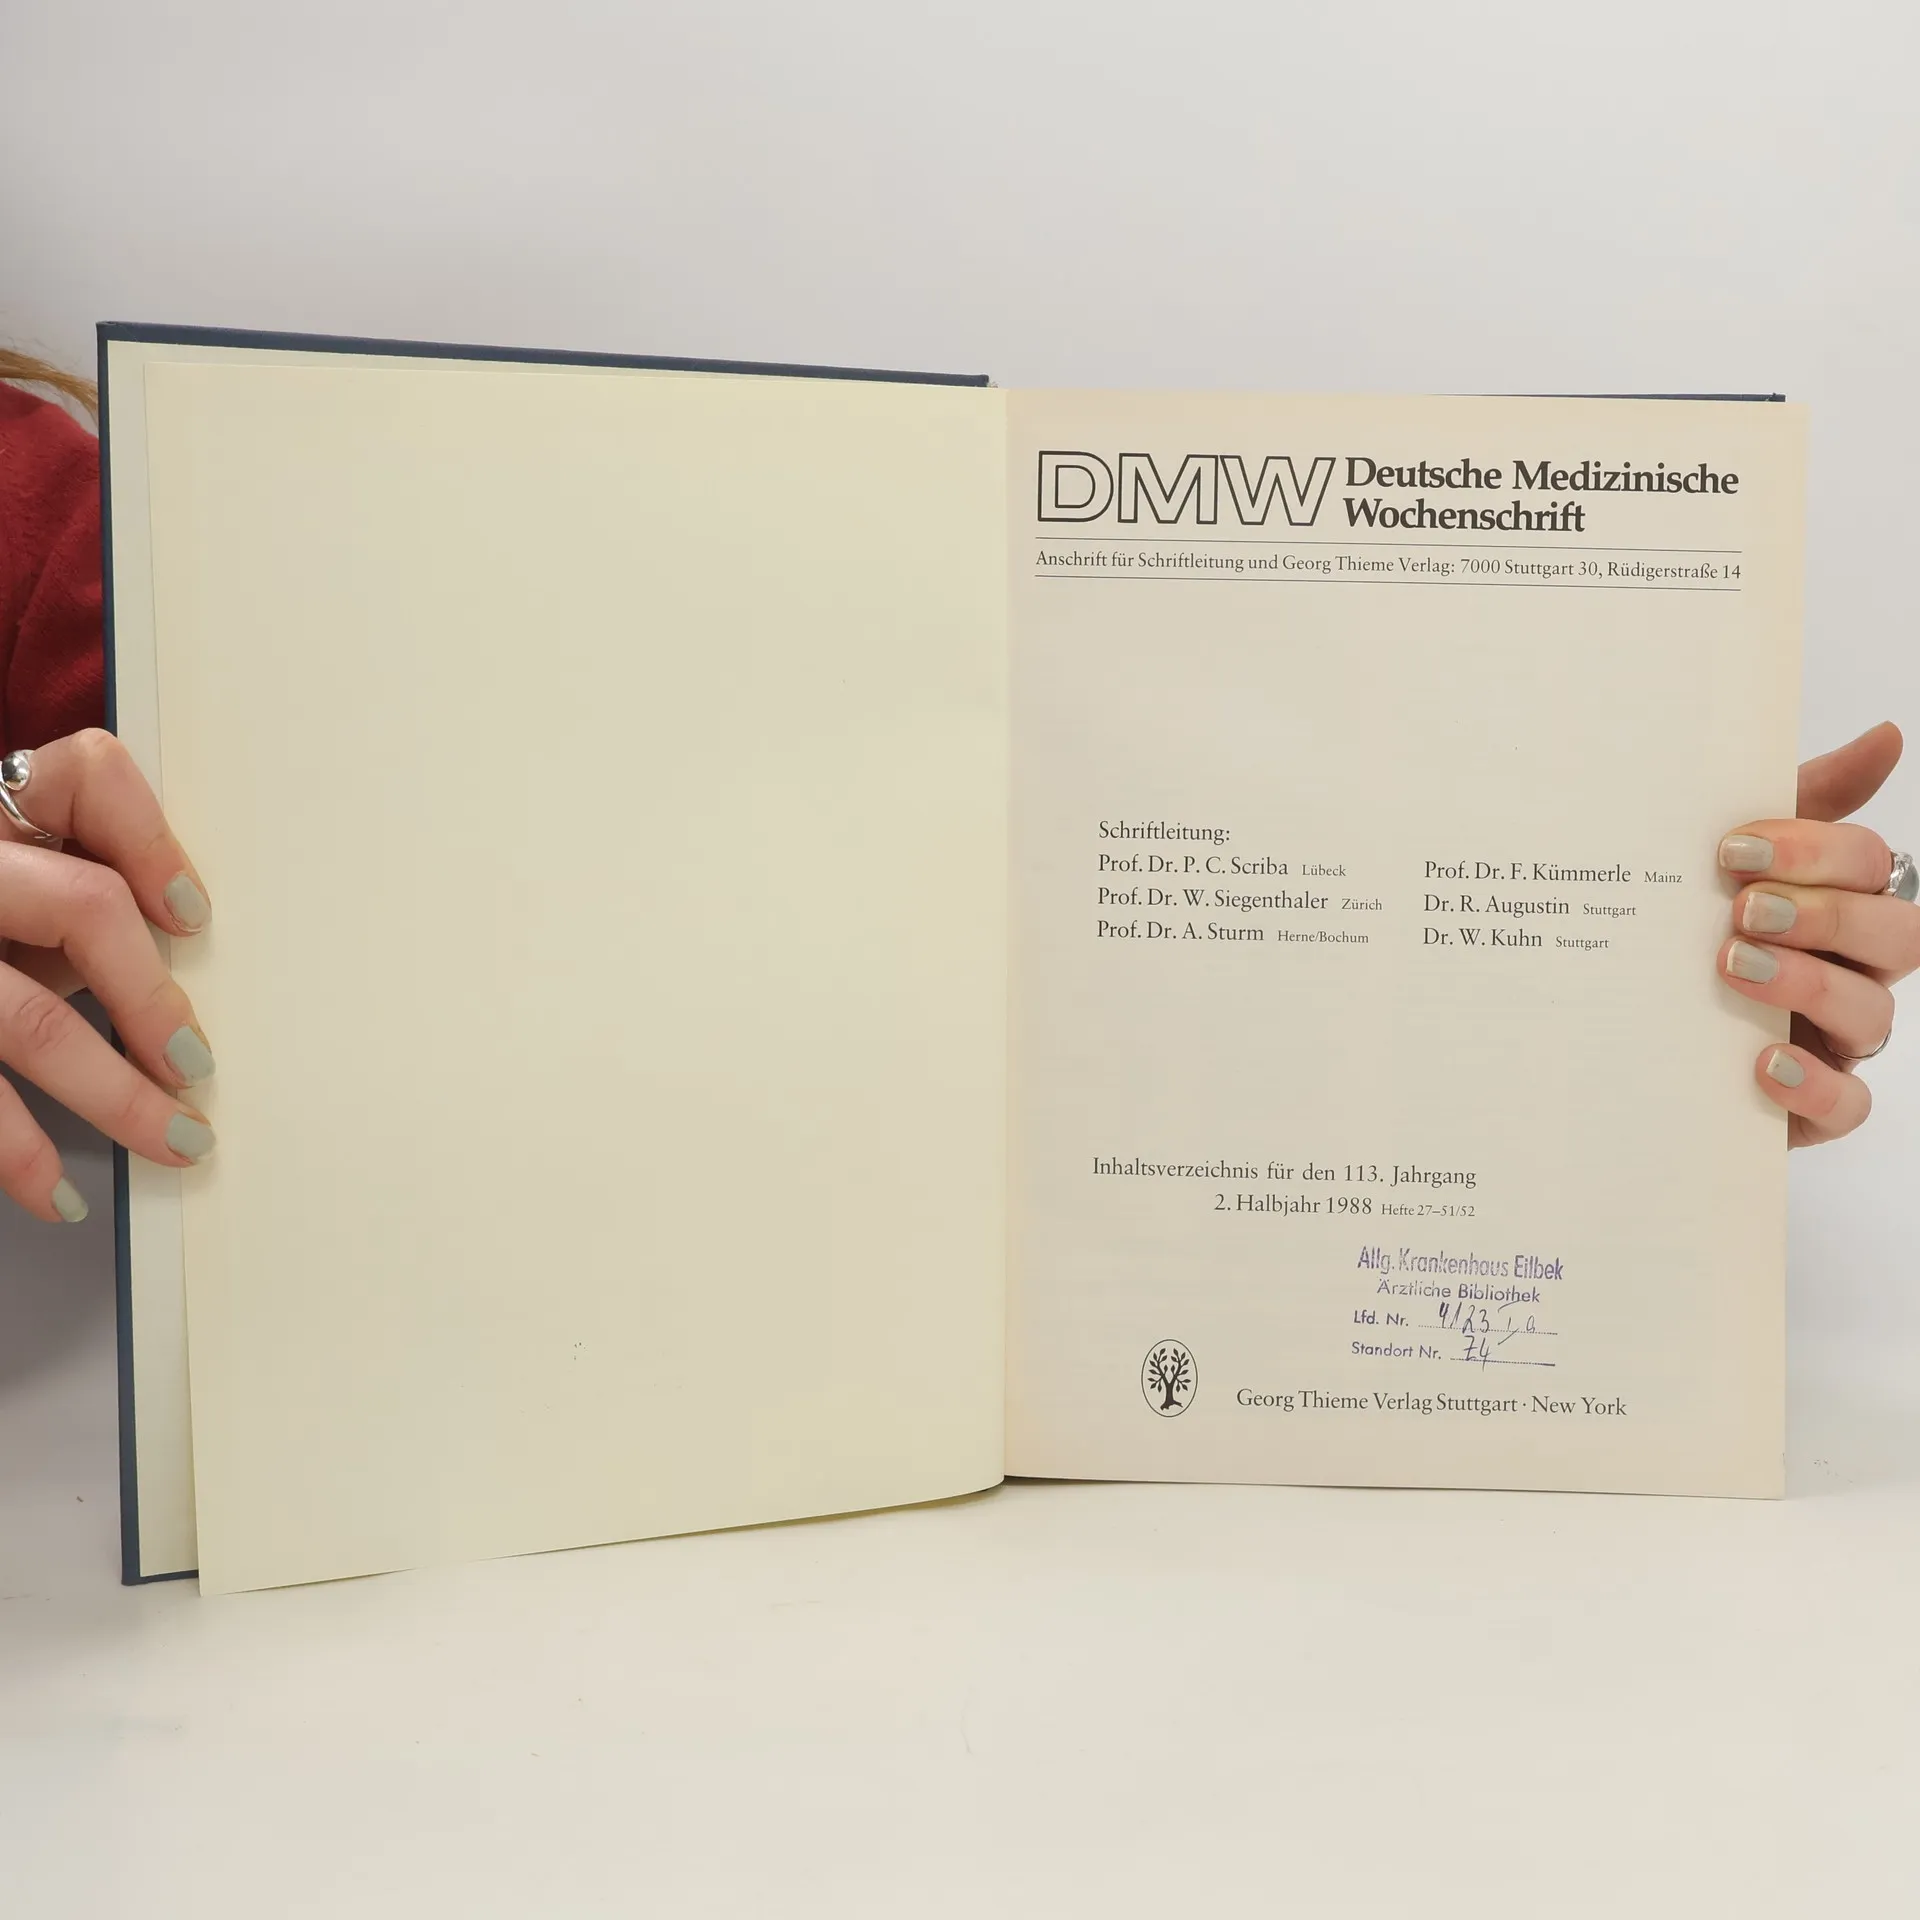 DMW Deutsche Medizinische
Wochenschrift
Anschrift für Schriftleitung und Georg Thieme Verlag: 7000 Stuttgart 30, Rüdigerstraße 14
Schriftleitung:
Prof. Dr. P. C. Scriba Lübeck
Prof. Dr. W. Siegenthaler Zürich
Prof. Dr. A. Sturm Herne/Bochum
Prof. Dr. F. Kümmerle Mainz
Dr. R. Augustin Stuttgart
Dr. W. Kuhn Stuttgart
Inhaltsverzeichnis für den 113. Jahrgang
2. Halbjahr 1988 Hefte 27–51/52
Allg. Krankenhaus Eilbek
Ärztliche Bibliothek
Lfd. Nr.
Standort Nr.
Georg Thieme Verlag Stuttgart · New York